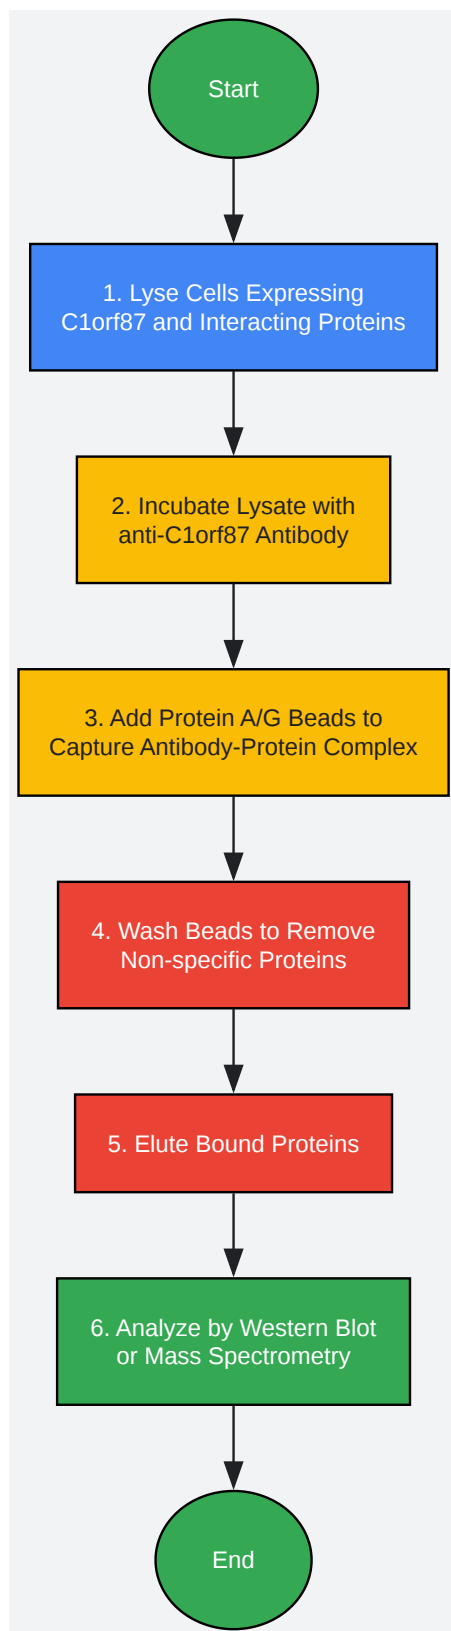 Start
1. Lyse Cells Expressing
C1orf87 and Interacting Proteins
2. Incubate Lysate with
anti-C1orf87 Antibody
3. Add Protein A/G Beads to
Capture Antibody-Protein Complex
4. Wash Beads to Remove
Non-specific Proteins
5. Elute Bound Proteins
6. Analyze by Western Blot
or Mass Spectrometry
End